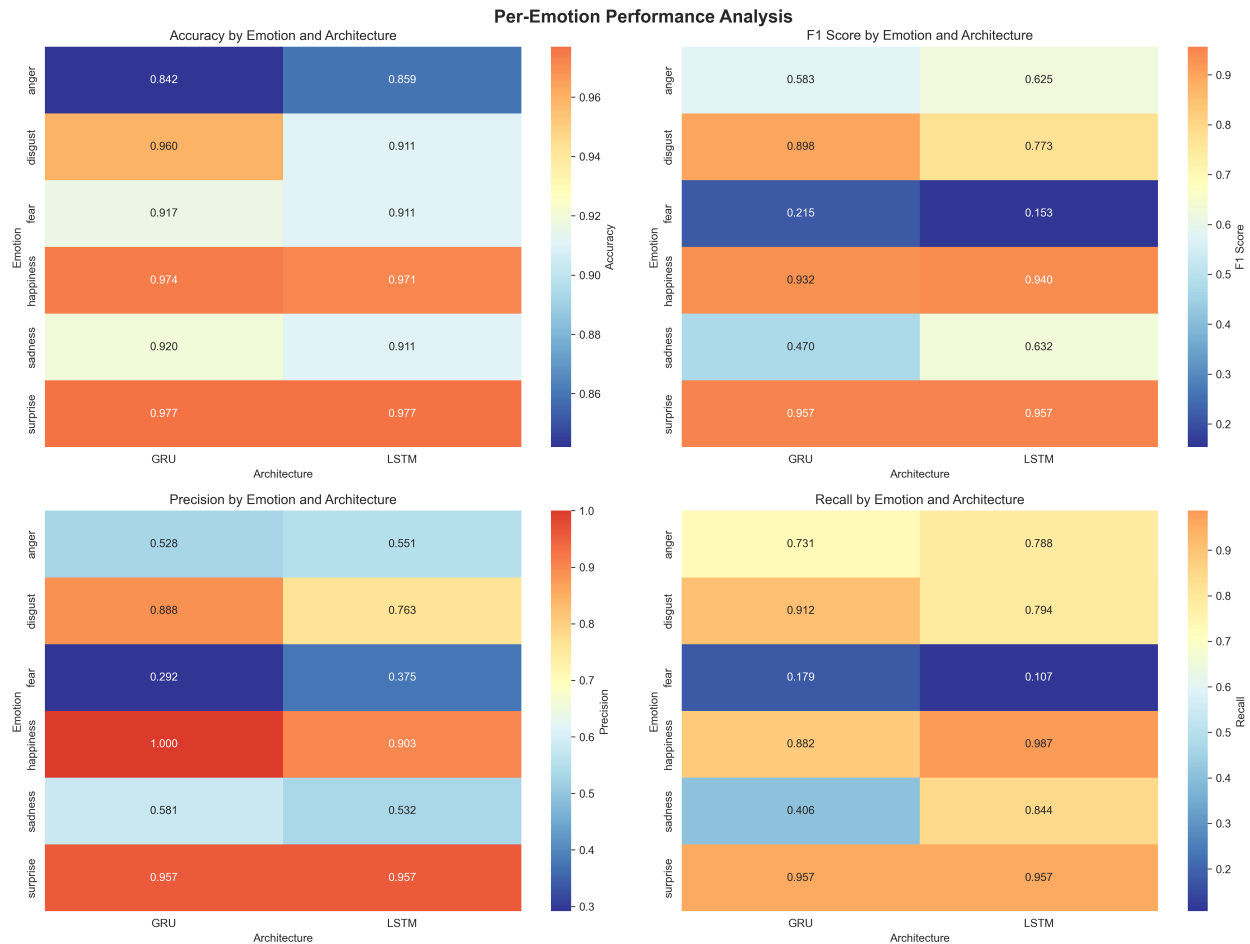 Per-Emotion Performance Analysis
Accuracy by Emotion and Architecture
anger
disgust
fear
happiness
sadness
surprise
Emotion
0.842 0.859
0.960 0.911
0.917 0.911
0.974 0.971
0.920 0.911
0.977 0.977
GRU LSTM
Architecture
0.96
0.94
0.92
0.90
0.88
0.86
Accuracy
F1 Score by Emotion and Architecture
anger
disgust
fear
happiness
sadness
surprise
Emotion
0.583 0.625
0.898 0.773
0.215 0.153
0.932 0.940
0.470 0.632
0.957 0.957
GRU LSTM
Architecture
0.9
0.8
0.7
0.6
0.5
0.4
0.3
0.2
F1 Score
Precision by Emotion and Architecture
anger
disgust
fear
happiness
sadness
surprise
Emotion
0.528 0.551
0.888 0.763
0.292 0.375
1.000 0.903
0.581 0.532
0.957 0.957
GRU LSTM
Architecture
1.0
0.9
0.8
0.7
0.6
0.5
0.4
0.3
Precision
Recall by Emotion and Architecture
anger
disgust
fear
happiness
sadness
surprise
Emotion
0.731 0.788
0.912 0.794
0.179 0.107
0.882 0.987
0.406 0.844
0.957 0.957
GRU LSTM
Architecture
0.9
0.8
0.7
0.6
0.5
0.4
0.3
0.2
Recall